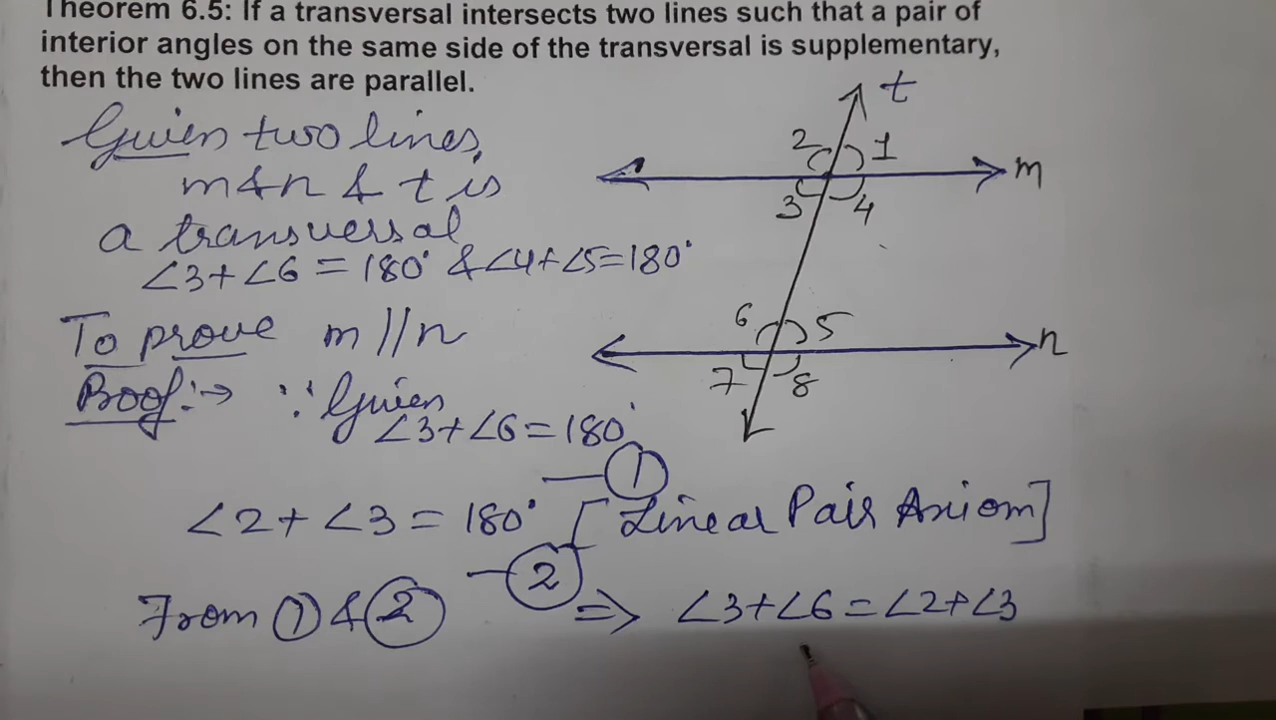 Theorem 6.5: If a transversal intersects two lines such that a pair of
interior angles on the same side of the transversal is supplementary,
then the two lines are parallel.
Given two lines,
m & n & t is
a transversal
∠3+∠6 = 180° & ∠4+∠5=180°
To prove m//n
Proof:→ ∵ Given
∠3+∠6=180°
—①
∠2+∠3=180° [Linear Pair Axiom]
—②
From ① & ② ⇒ ∠3+∠6=∠2+∠3
t
2 1
m
3 4
6 5
n
7 8